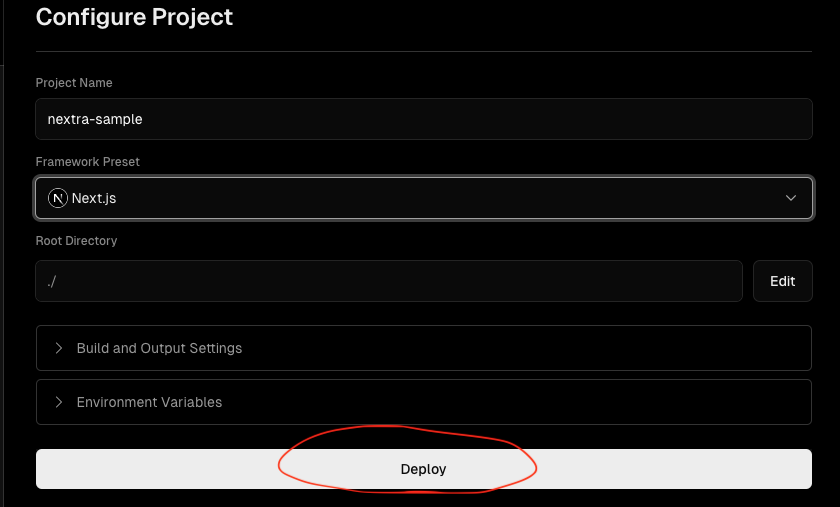 Configure Project
Project Name
nextra-sample
Framework Preset
Next.js
Root Directory
./
Edit
Build and Output Settings
Environment Variables
Deploy